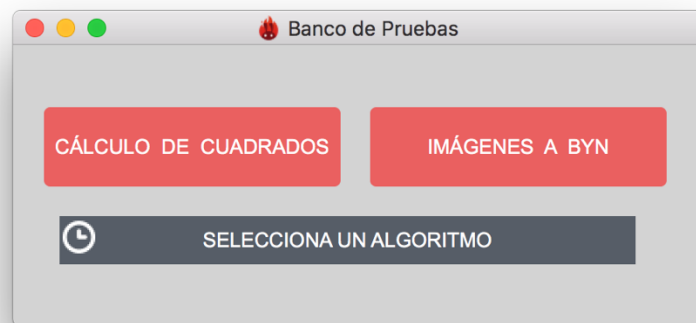 Banco de Pruebas
CÁLCULO DE CUADRADOS
IMÁGENES A BYN
SELECCIONA UN ALGORITMO